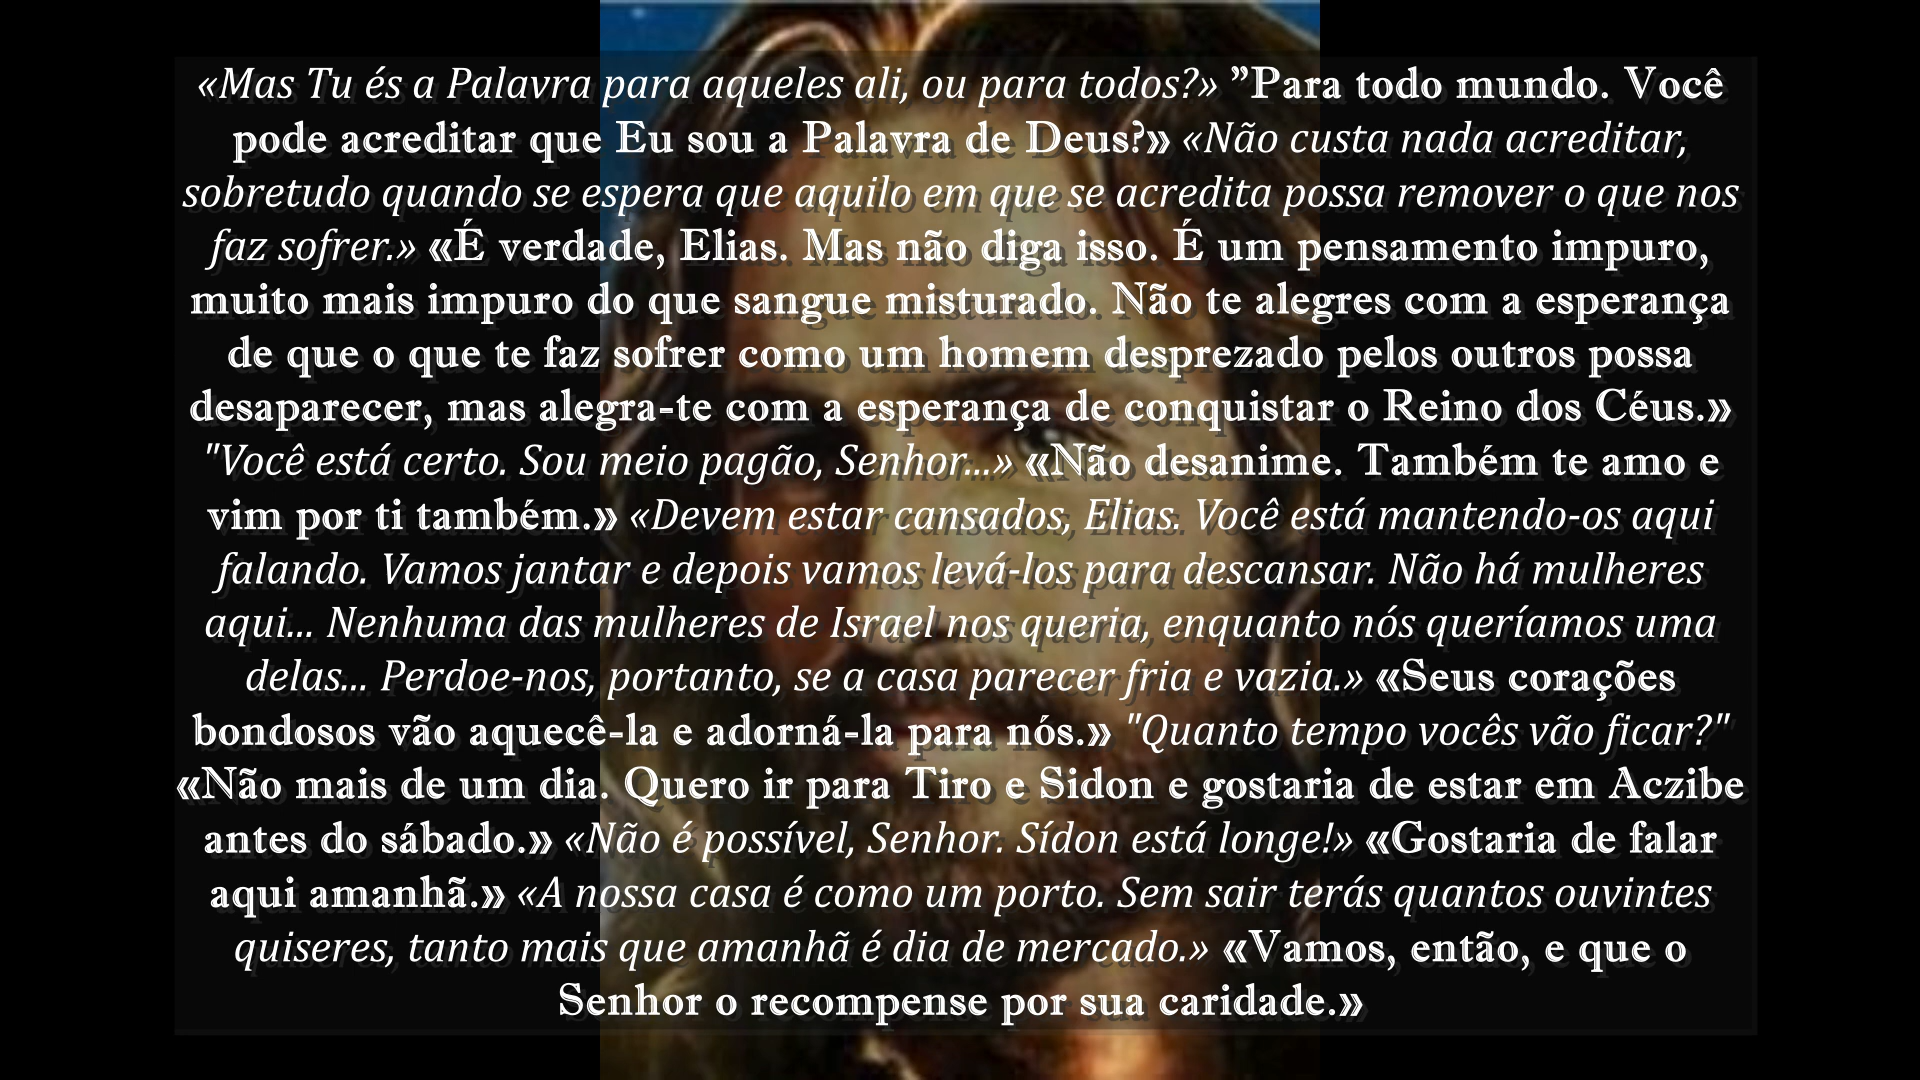 «Mas Tu és a Palavra para aqueles ali, ou para todos?» ”Para todo mundo. Você
pode acreditar que Eu sou a Palavra de Deus?» «Não custa nada acreditar,
sobretudo quando se espera que aquilo em que se acredita possa remover o que nos
faz sofrer.» «É verdade, Elias. Mas não diga isso. É um pensamento impuro,
muito mais impuro do que sangue misturado. Não te alegres com a esperança
de que o que te faz sofrer como um homem desprezado pelos outros possa
desaparecer, mas alegra-te com a esperança de conquistar o Reino dos Céus.»
"Você está certo. Sou meio pagão, Senhor...» «Não desanime. Também te amo e
vim por ti também.» «Devem estar cansados, Elias. Você está mantendo-os aqui
falando. Vamos jantar e depois vamos levá-los para descansar. Não há mulheres
aqui... Nenhuma das mulheres de Israel nos queria, enquanto nós queríamos uma
delas... Perdoe-nos, portanto, se a casa parecer fria e vazia.» «Seus corações
bondosos vão aquecê-la e adorná-la para nós.» "Quanto tempo vocês vão ficar?"
«Não mais de um dia. Quero ir para Tiro e Sidon e gostaria de estar em Aczibe
antes do sábado.» «Não é possível, Senhor. Sídon está longe!» «Gostaria de falar
aqui amanhã.» «A nossa casa é como um porto. Sem sair terás quantos ouvintes
quiseres, tanto mais que amanhã é dia de mercado.» «Vamos, então, e que o
Senhor o recompense por sua caridade.»